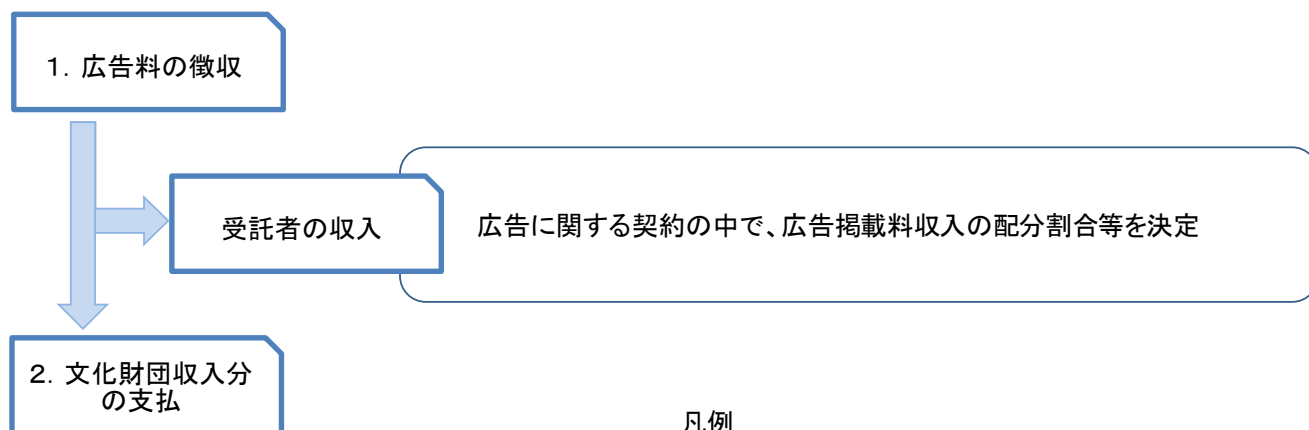 1．広告料の徴収
受託者の収入
広告に関する契約の中で、広告掲載料収入の配分割合等を決定
2．文化財団収入分
の支払
凡例